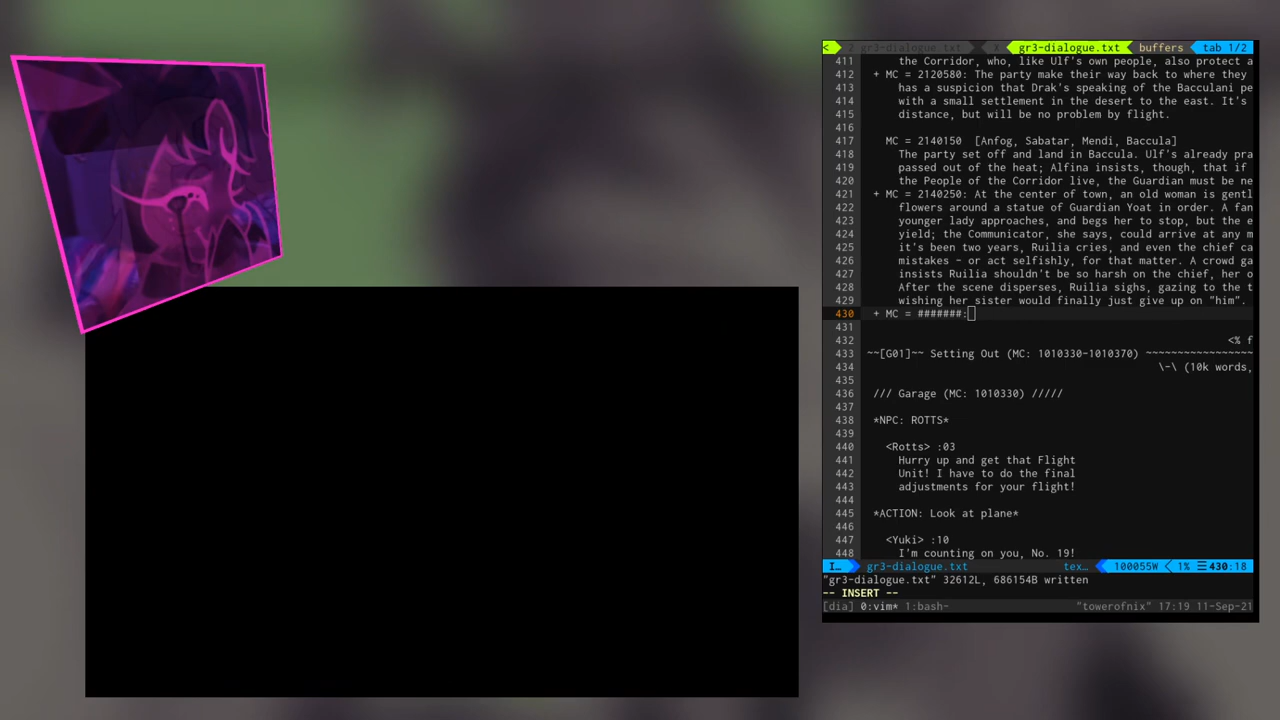 < 2 gr3-dialogue.txt gr3-dialogue.txt buffers tab 1/2
411 the Corridor, who, like Ulf's own people, also protect a
412 + MC = 2120580: The party make their way back to where they
413 has a suspicion that Drak's speaking of the Bacculani pe
414 with a small settlement in the desert to the east. It's
415 distance, but will be no problem by flight.
416
417 MC = 2140150 [Anfog, Sabatar, Mendi, Baccula]
418 The party set off and land in Baccula. Ulf's already pra
419 passed out of the heat; Alfina insists, though, that if
420 the People of the Corridor live, the Guardian must be ne
421 + MC = 2140250: At the center of town, an old woman is gentl
422 flowers around a statue of Guardian Yoat in order. A fan
423 younger lady approaches, and begs her to stop, but the e
424 yield; the Communicator, she says, could arrive at any m
425 it's been two years, Ruilia cries, and even the chief ca
426 mistakes - or act selfishly, for that matter. A crowd ga
427 insists Ruilia shouldn't be so harsh on the chief, her o
428 After the scene disperses, Ruilia sighs, gazing to the t
429 wishing her sister would finally just give up on "him".
430 + MC = #######:
431
432 <% f
433 ~~[G01]~~ Setting Out (MC: 1010330-1010370) ~~~~~~~~~~~~~~~~~
434 \-\ (10k words,
435
436 /// Garage (MC: 1010330) /////
437
438 *NPC: ROTTS*
439
440 <Rotts> :03
441 Hurry up and get that Flight
442 Unit! I have to do the final
443 adjustments for your flight!
444
445 *ACTION: Look at plane*
446
447 <Yuki> :10
448 I'm counting on you, No. 19!
I… gr3-dialogue.txt tex… 100055W < 1% ☰430:18
"gr3-dialogue.txt" 32612L, 686154B written
-- INSERT --
[dia] 0:vim* 1:bash- "towerofnix" 17:19 11-Sep-21